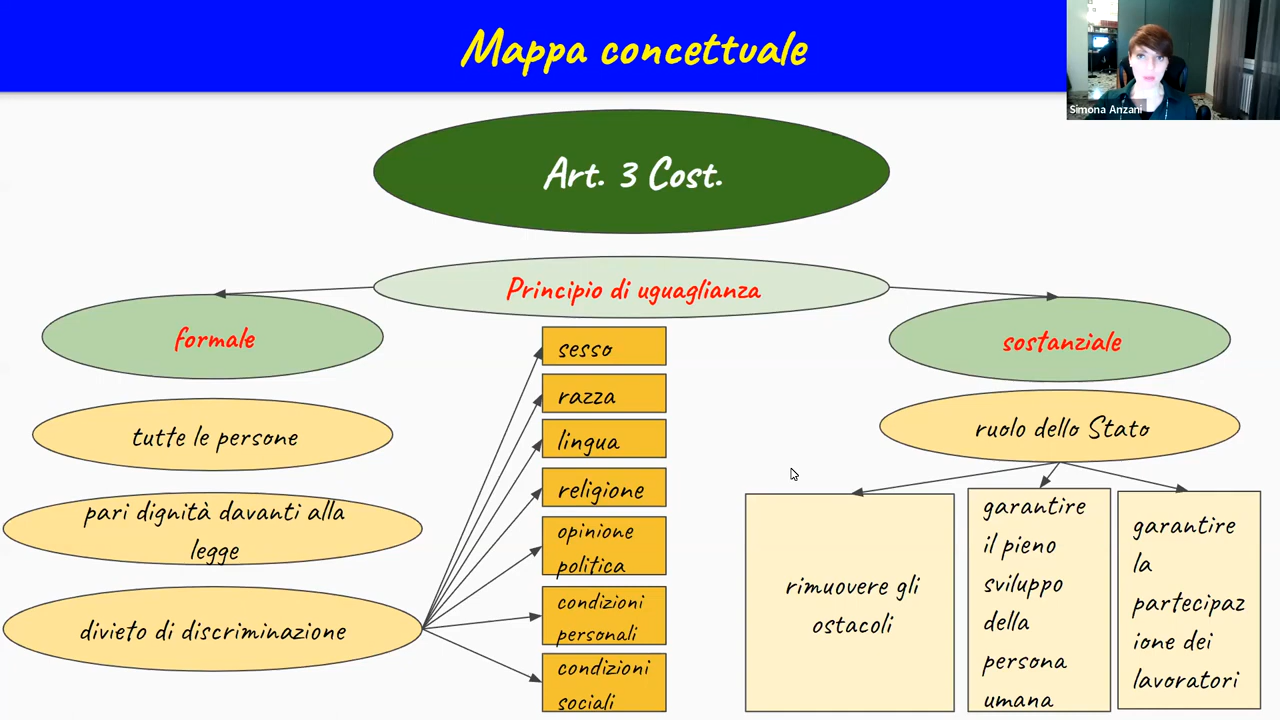 Mappa concettuale
Simona Anzani
Art. 3 Cost.
Principio di uguaglianza
formale
sostanziale
tutte le persone
pari dignità davanti alla
legge
divieto di discriminazione
sesso
razza
lingua
religione
opinione
politica
condizioni
personali
condizioni
sociali
ruolo dello Stato
rimuovere gli
ostacoli
garantire
il pieno
sviluppo
della
persona
umana
garantire
la
partecipaz
ione dei
lavoratori